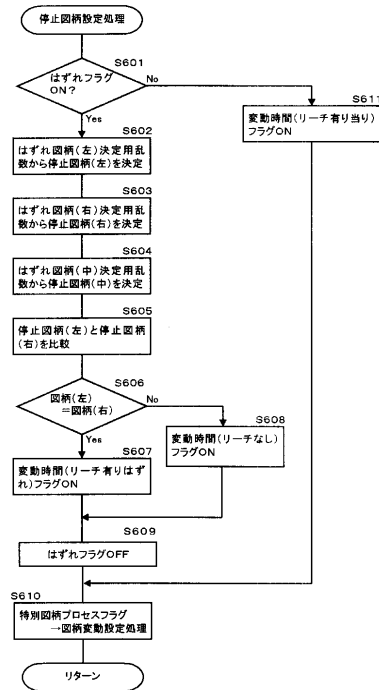 停止図柄設定処理
S601
はずれフラグ
ON?
No
Yes
S611
変動時間(リーチ有り当り)
フラグON
S602
はずれ図柄(左)決定用乱
数から停止図柄(左)を決定
S603
はずれ図柄(右)決定用乱
数から停止図柄(右)を決定
S604
はずれ図柄(中)決定用乱
数から停止図柄(中)を決定
S605
停止図柄(左)と停止図柄
(右)を比較
S606
図柄(左)
=図柄(右)
No
Yes
S608
変動時間(リーチなし)
フラグON
S607
変動時間(リーチ有りはず
れ)フラグON
S609
はずれフラグOFF
S610
特別図柄プロセスフラグ
→図柄変動設定処理
リターン